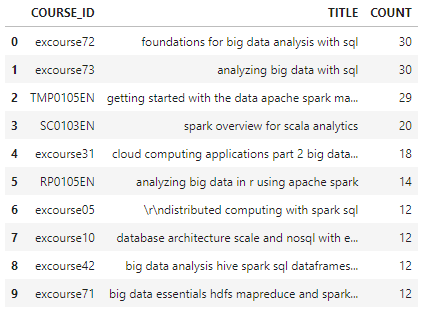 COURSE_ID TITLE COUNT
0 excourse72 foundations for big data analysis with sql 30
1 excourse73 analyzing big data with sql 30
2 TMP0105EN getting started with the data apache spark ma... 29
3 SC0103EN spark overview for scala analytics 20
4 excourse31 cloud computing applications part 2 big data... 18
5 RP0105EN analyzing big data in r using apache spark 14
6 excourse05 \r\ndistributed computing with spark sql 12
7 excourse10 database architecture scale and nosql with e... 12
8 excourse42 big data analysis hive spark sql dataframes... 12
9 excourse71 big data essentials hdfs mapreduce and spark... 12